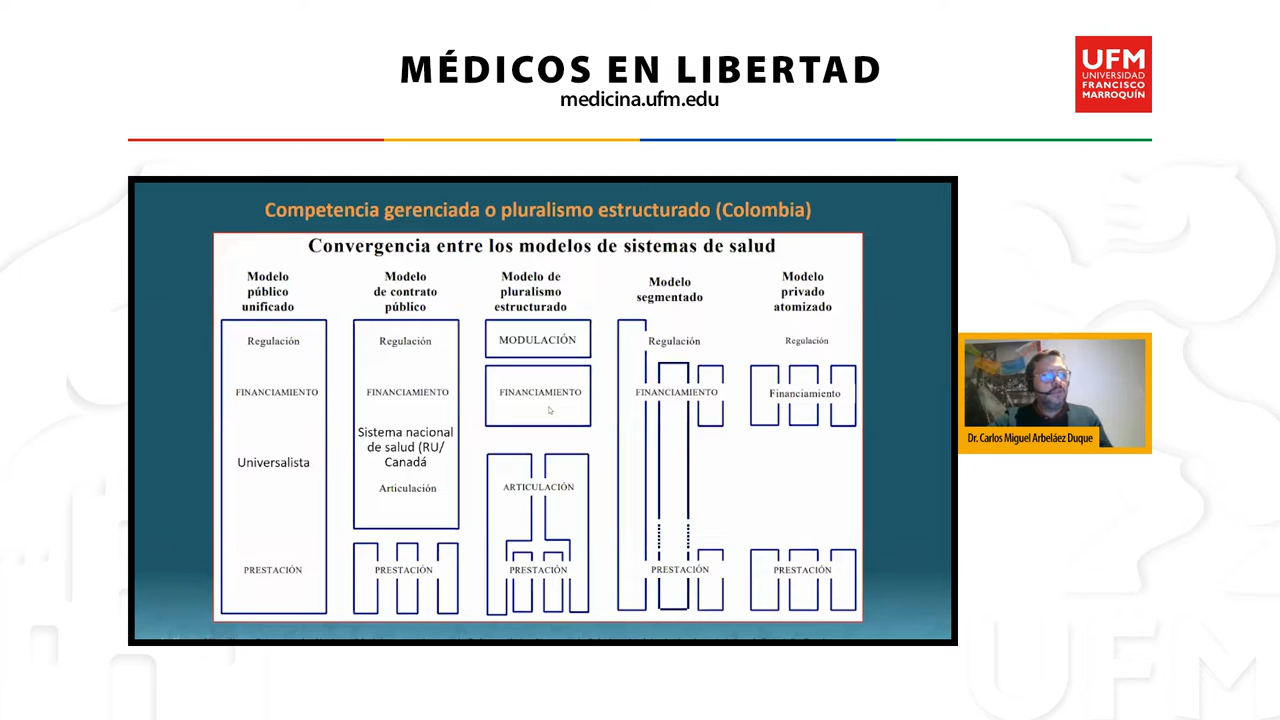 MÉDICOS EN LIBERTAD
medicina.ufm.edu
UFM
UNIVERSIDAD
FRANCISCO
MARROQUÍN
Competencia gerenciada o pluralismo estructurado (Colombia)
Convergencia entre los modelos de sistemas de salud
Modelo
público
unificado
Regulación
FINANCIAMIENTO
Universalista
PRESTACIÓN
Modelo
de contrato
público
Regulación
FINANCIAMIENTO
Sistema nacional
de salud (RU/
Canadá
Articulación
PRESTACIÓN
Modelo de
pluralismo
estructurado
MODULACIÓN
FINANCIAMIENTO
ARTICULACIÓN
PRESTACIÓN
Modelo
segmentado
Regulación
FINANCIAMIENTO
PRESTACIÓN
Modelo
privado
atomizado
Regulación
Financiamiento
PRESTACIÓN
Dr. Carlos Miguel Arbeláez Duque
UFM